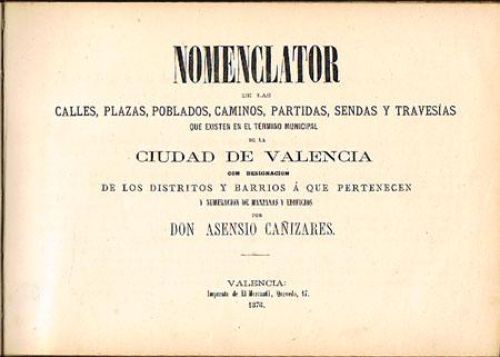 NOMENCLATOR
DE LAS
CALLES, PLAZAS, POBLADOS, CAMINOS, PARTIDAS, SENDAS Y TRAVESÍAS
QUE EXISTEN EN EL TÉRMINO MUNICIPAL
DE LA
CIUDAD DE VALENCIA
CON DESIGNACION
DE LOS DISTRITOS Y BARRIOS Á QUE PERTENECEN
Y NUMERACION DE MANZANAS Y EDIFICIOS
POR
DON ASENSIO CAÑIZARES.
VALENCIA:
Imprenta de El Mercantil, Quevedo, 17.
1876.